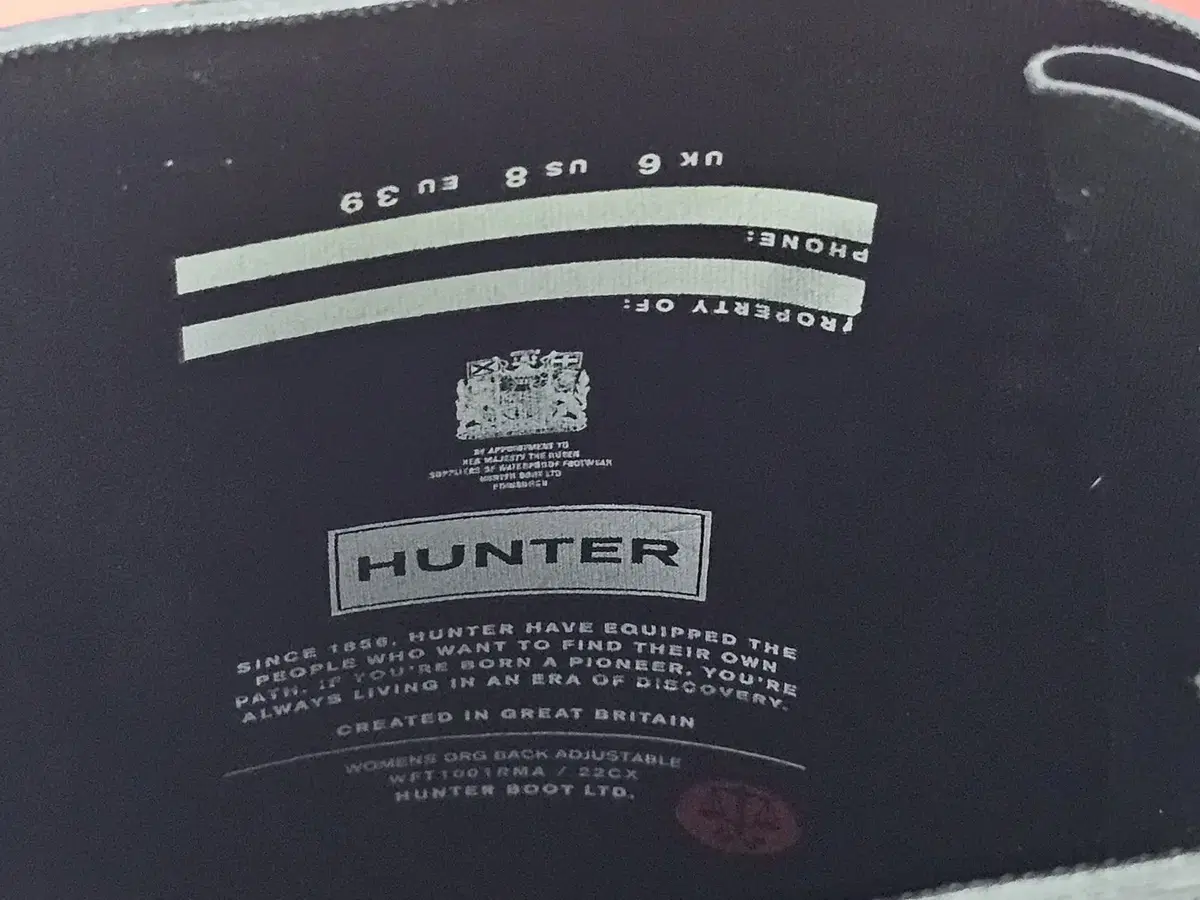 UK 6 US 8 EU 39
PHONE:
PROPERTY OF:
BY APPOINTMENT TO
HER MAJESTY THE QUEEN
SUPPLIERS OF WATERPROOF FOOTWEAR
HUNTER BOOT LTD
EDINBURGH
HUNTER
SINCE 1856, HUNTER HAVE EQUIPPED THE
PEOPLE WHO WANT TO FIND THEIR OWN
PATH. IF YOU'RE BORN A PIONEER, YOU'RE
ALWAYS LIVING IN AN ERA OF DISCOVERY.
CREATED IN GREAT BRITAIN
WOMENS ORG BACK ADJUSTABLE
WFT1001RMA / 22CX
HUNTER BOOT LTD.